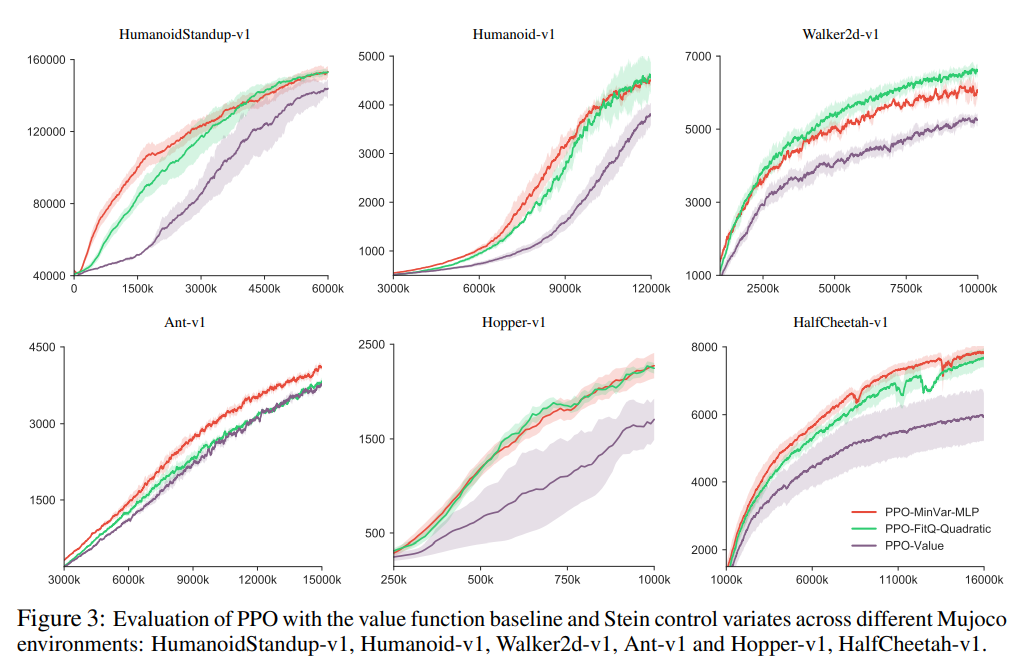 HumanoidStandup-v1
160000
120000
80000
40000
0 1500k 3000k 4500k 6000k
Humanoid-v1
5000
4000
3000
2000
1000
3000k 6000k 9000k 12000k
Walker2d-v1
7000
5000
3000
1000
2500k 5000k 7500k 10000k
Ant-v1
4500
3000
1500
3000k 6000k 9000k 12000k 15000k
Hopper-v1
2500
1500
500
250k 500k 750k 1000k
HalfCheetah-v1
8000
6000
4000
2000
1000k 6000k 11000k 16000k
PPO-MinVar-MLP
PPO-FitQ-Quadratic
PPO-Value
Figure 3: Evaluation of PPO with the value function baseline and Stein control variates across different Mujoco
environments: HumanoidStandup-v1, Humanoid-v1, Walker2d-v1, Ant-v1 and Hopper-v1, HalfCheetah-v1.